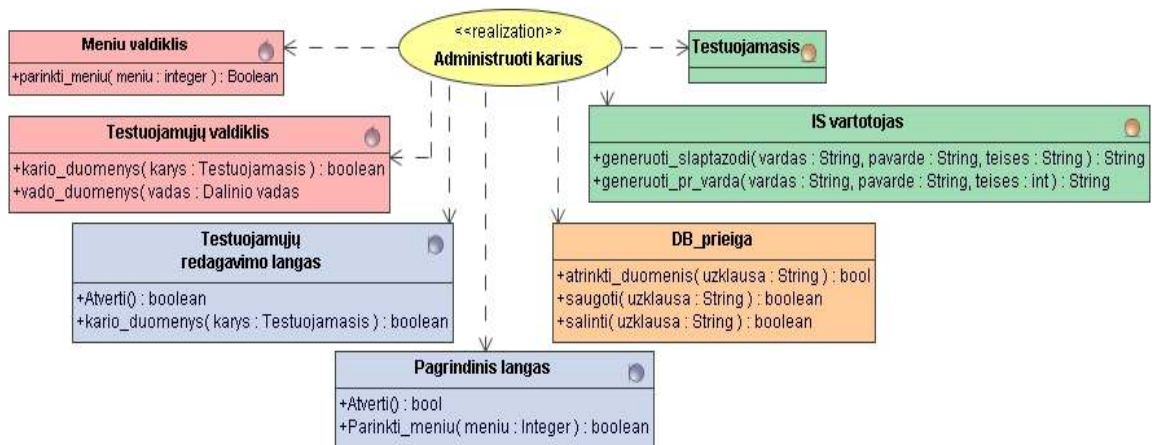 <<realization>>
Administruoti karius
Meniu valdiklis
+parinkti_meniu( meniu : integer ) : Boolean
Testuojamasis
Testuojamųjų valdiklis
+kario_duomenys( karys : Testuojamasis ) : boolean
+vado_duomenys( vadas : Dalinio vadas
IS vartotojas
+generuoti_slaptazodi( vardas : String, pavarde : String, teises : String ) : String
+generuoti_pr_varda( vardas : String, pavarde : String, teises : int ) : String
Testuojamųjų
redagavimo langas
+Atverti() : boolean
+kario_duomenys( karys : Testuojamasis ) : boolean
DB_prieiga
+atrinkti_duomenis( uzklausa : String ) : bool
+saugoti( uzklausa : String ) : boolean
+salinti( uzklausa : String ) : boolean
Pagrindinis langas
+Atverti() : bool
+Parinkti_meniu( meniu : Integer ) : boolean